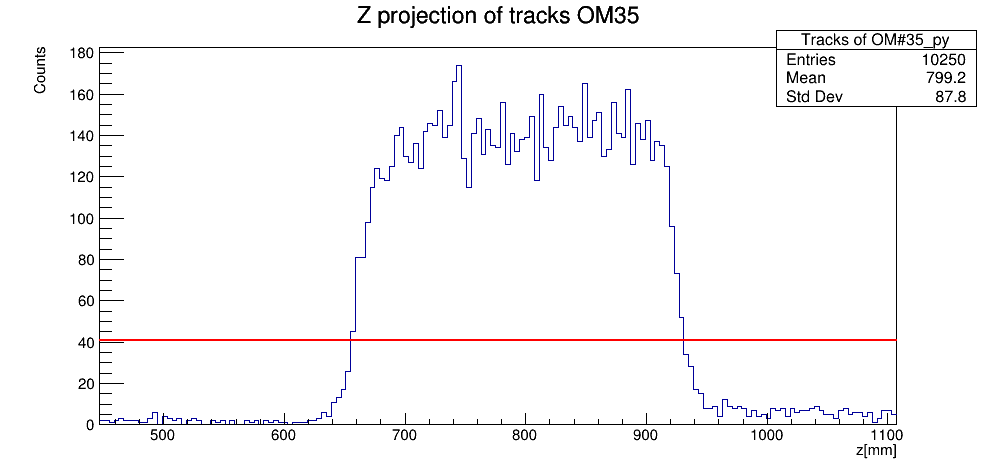 Z projection of tracks OM35
Tracks of OM#35_py
Entries 10250
Mean 799.2
Std Dev 87.8
Counts
180
160
140
120
100
80
60
40
20
0
500 600 700 800 900 1000 1100
z[mm]